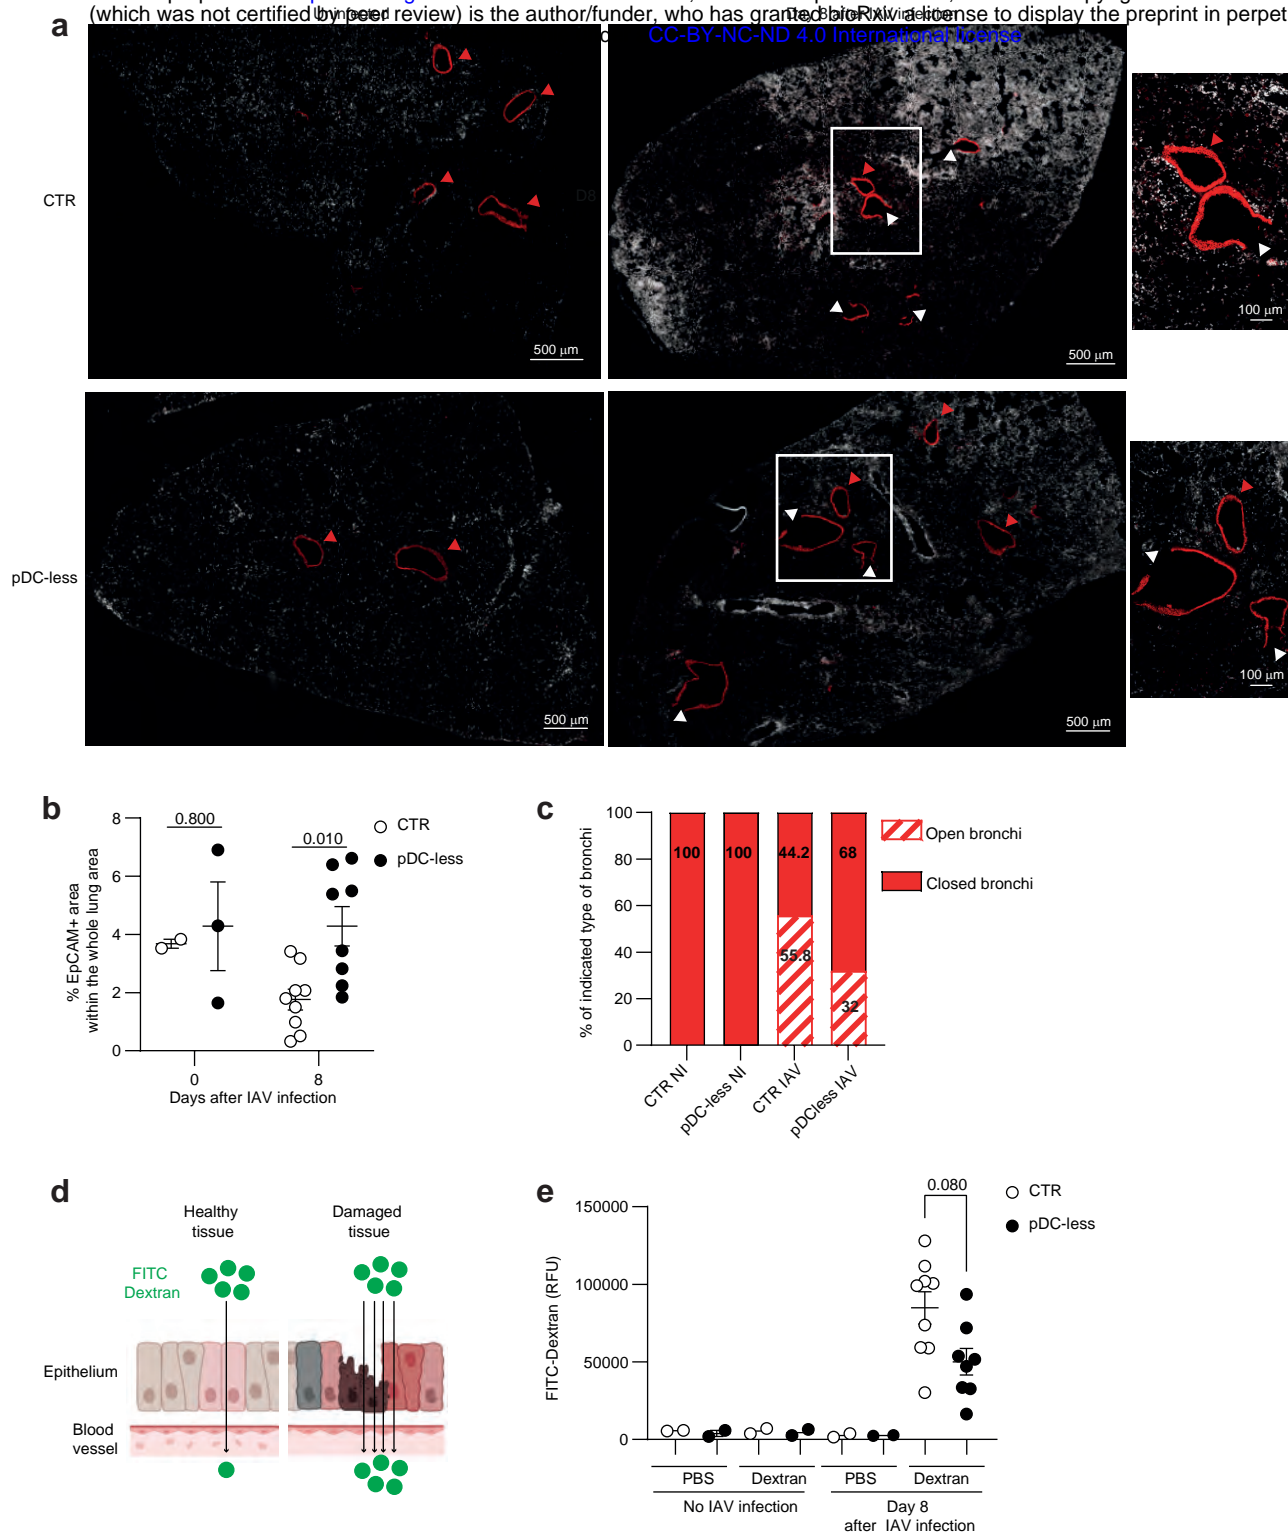 (which was not certified by peer review) is the author/funder, who has granted bioRxiv a license to display the preprint in perpet
CC-BY-NC-ND 4.0 International license
Uninfected
Day 8 after IAV infection
a
CTR
D8
500 µm
500 µm
100 µm
pDC-less
500 µm
500 µm
100 µm
b
% EpCAM+ area
within the whole lung area
8
6
4
2
0
0.800
0.010
CTR
pDC-less
0
8
Days after IAV infection
c
% of indicated type of bronchi
100
80
60
40
20
0
100
100
44.2
68
55.8
32
Open bronchi
Closed bronchi
CTR NI
pDC-less NI
CTR IAV
pDCless IAV
d
Healthy
tissue
Damaged
tissue
FITC
Dextran
Epithelium
Blood
vessel
e
FITC-Dextran (RFU)
150000
100000
50000
0
0.080
CTR
pDC-less
PBS
Dextran
PBS
Dextran
No IAV infection
Day 8
after IAV infection